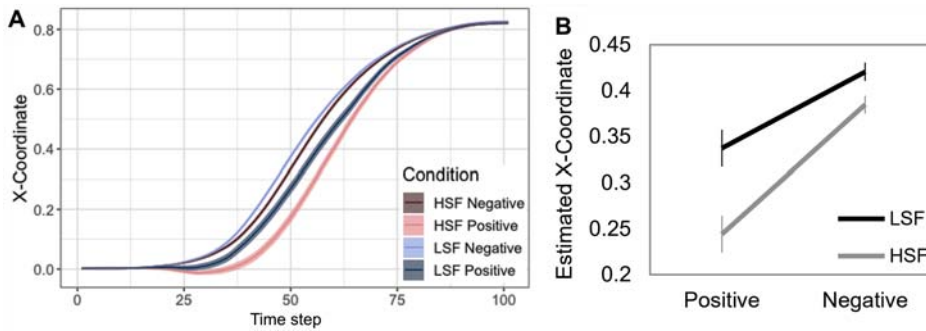 A
X-Coordinate
0.8
0.6
0.4
0.2
0.0
0
25
50
75
100
Time step
Condition
HSF Negative
HSF Positive
LSF Negative
LSF Positive
B
Estimated X-Coordinate
0.45
0.4
0.35
0.3
0.25
0.2
Positive
Negative
LSF
HSF